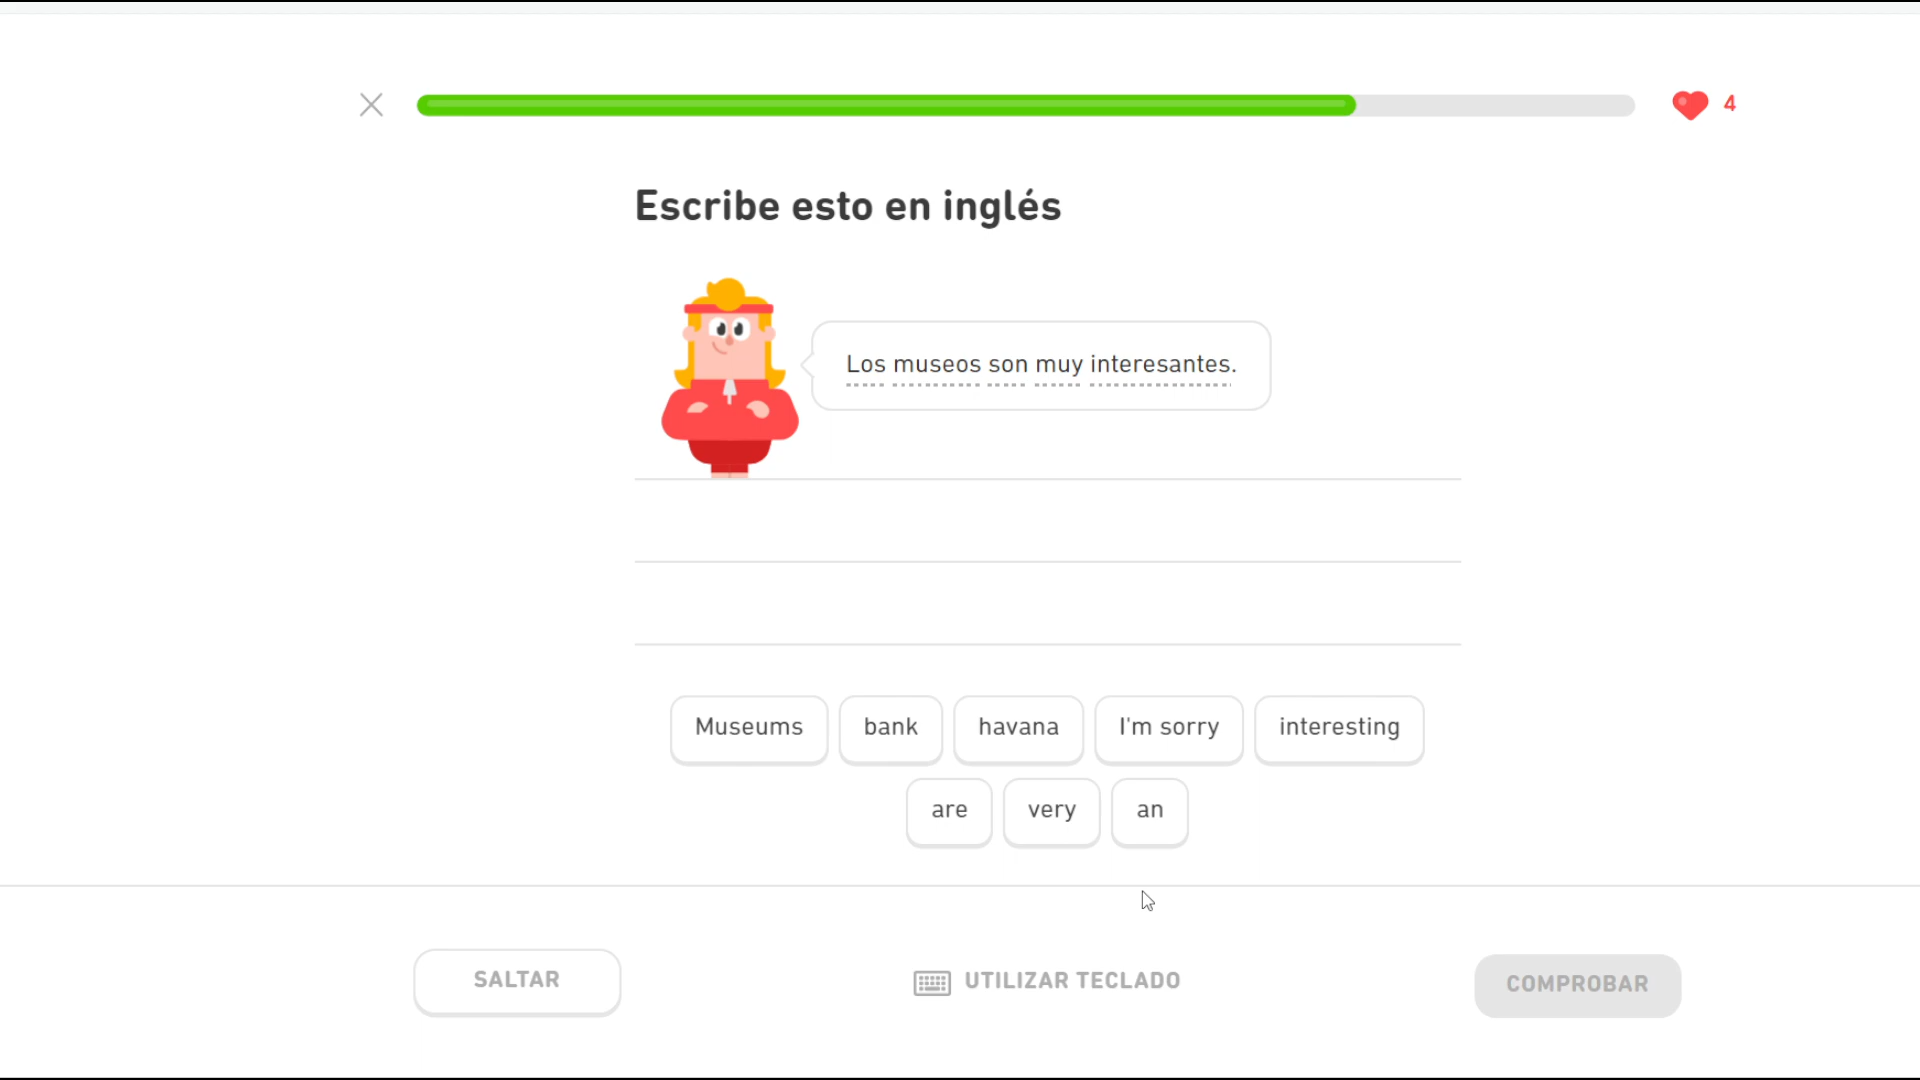 4
Escribe esto en inglés
Los museos son muy interesantes.
Museums bank havana I'm sorry interesting
are very an
SALTAR UTILIZAR TECLADO COMPROBAR